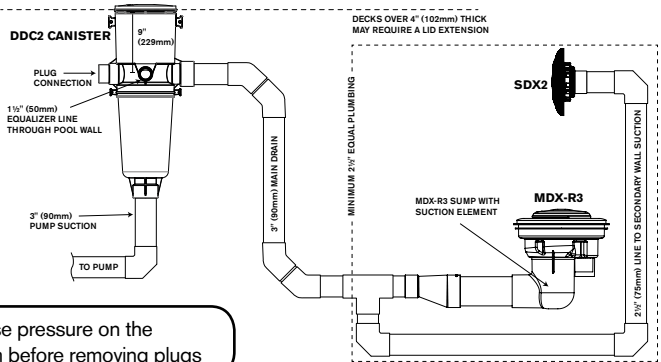 DECKS OVER 4" (102mm) THICK
MAY REQUIRE A LID EXTENSION
DDC2 CANISTER
9"
(229mm)
PLUG
CONNECTION
1½" (50mm)
EQUALIZER LINE
THROUGH POOL WALL
3" (90mm)
PUMP SUCTION
TO PUMP
3" (90mm) MAIN DRAIN
MINIMUM 2½" EQUAL PLUMBING
SDX2
MDX-R3 SUMP WITH
SUCTION ELEMENT
MDX-R3
2½" (75mm) LINE TO SECONDARY WALL SUCTION
se pressure on the
before removing plugs